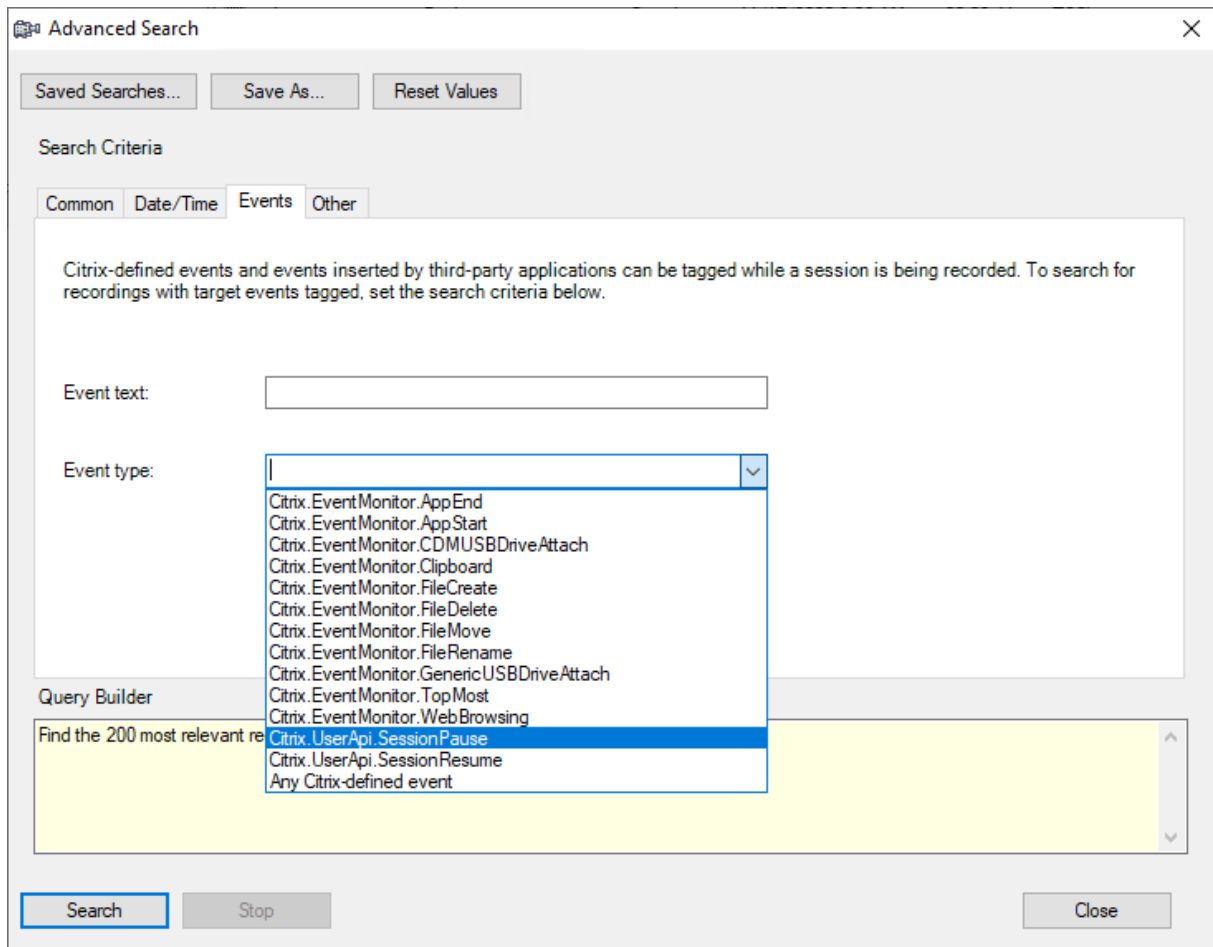 Advanced Search
Saved Searches...
Save As...
Reset Values
Search Criteria
Common
Date/Time
Events
Other
Citrix-defined events and events inserted by third-party applications can be tagged while a session is being recorded. To search for
recordings with target events tagged, set the search criteria below.
Event text:
Event type:
Citrix.EventMonitor.AppEnd
Citrix.EventMonitor.AppStart
Citrix.EventMonitor.CDMUSBDriveAttach
Citrix.EventMonitor.Clipboard
Citrix.EventMonitor.FileCreate
Citrix.EventMonitor.FileDelete
Citrix.EventMonitor.FileMove
Citrix.EventMonitor.FileRename
Citrix.EventMonitor.GenericUSBDriveAttach
Citrix.EventMonitor.TopMost
Citrix.EventMonitor.WebBrowsing
Citrix.UserApi.SessionPause
Citrix.UserApi.SessionResume
Any Citrix-defined event
Query Builder
Find the 200 most relevant re
Search
Stop
Close